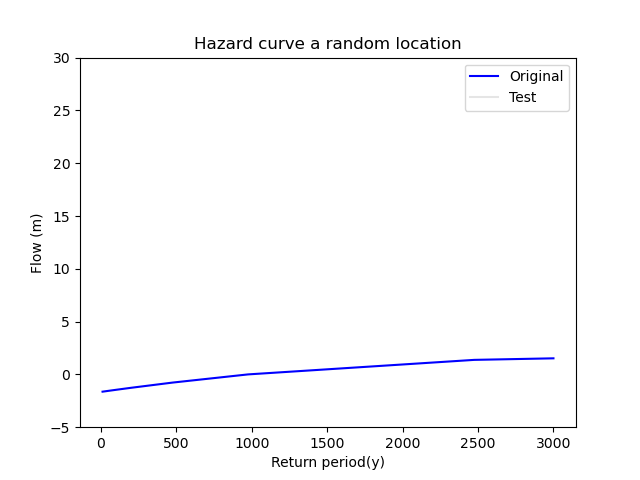 Hazard curve a random location
Original
Test
30
25
20
15
10
5
0
−5
Flow (m)
0 500 1000 1500 2000 2500 3000
Return period(y)